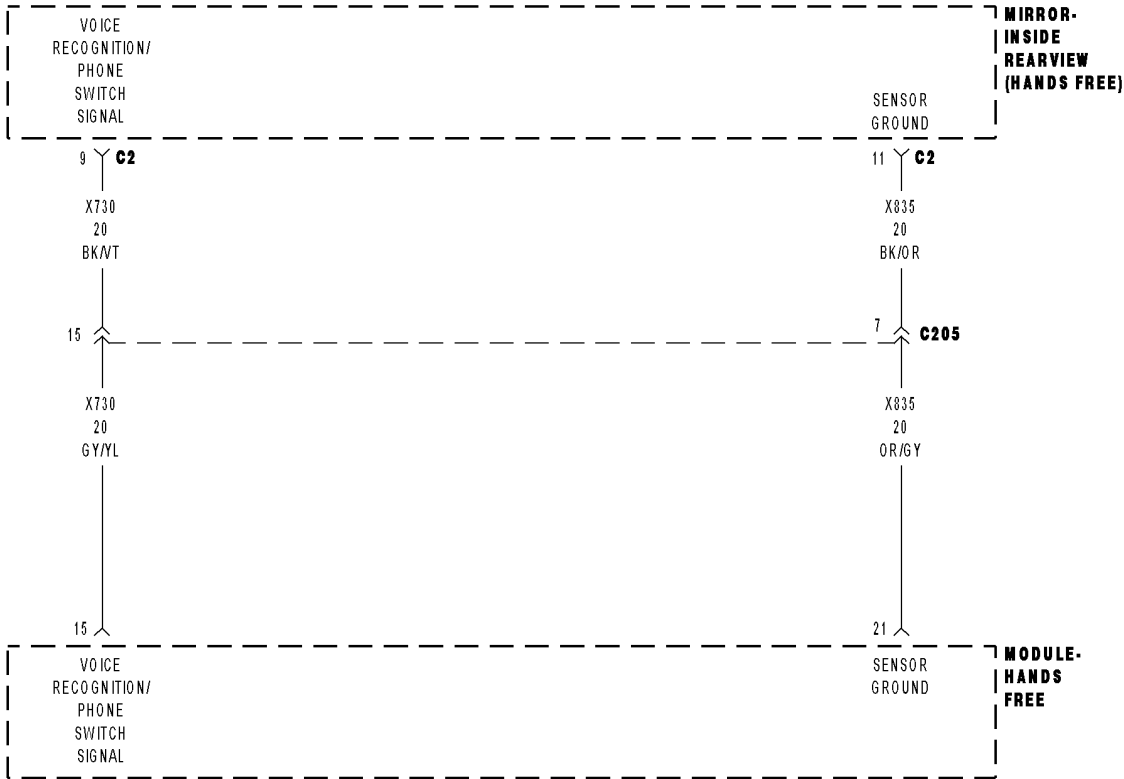 VOICE
RECOGNITION/
PHONE
SWITCH
SIGNAL
SENSOR
GROUND
MIRROR-
INSIDE
REARVIEW
(HANDS FREE)
9
C2
11
C2
X730
20
BK/VT
X835
20
BK/OR
15
7
C205
X730
20
GY/YL
X835
20
OR/GY
15
21
VOICE
RECOGNITION/
PHONE
SWITCH
SIGNAL
SENSOR
GROUND
MODULE-
HANDS
FREE